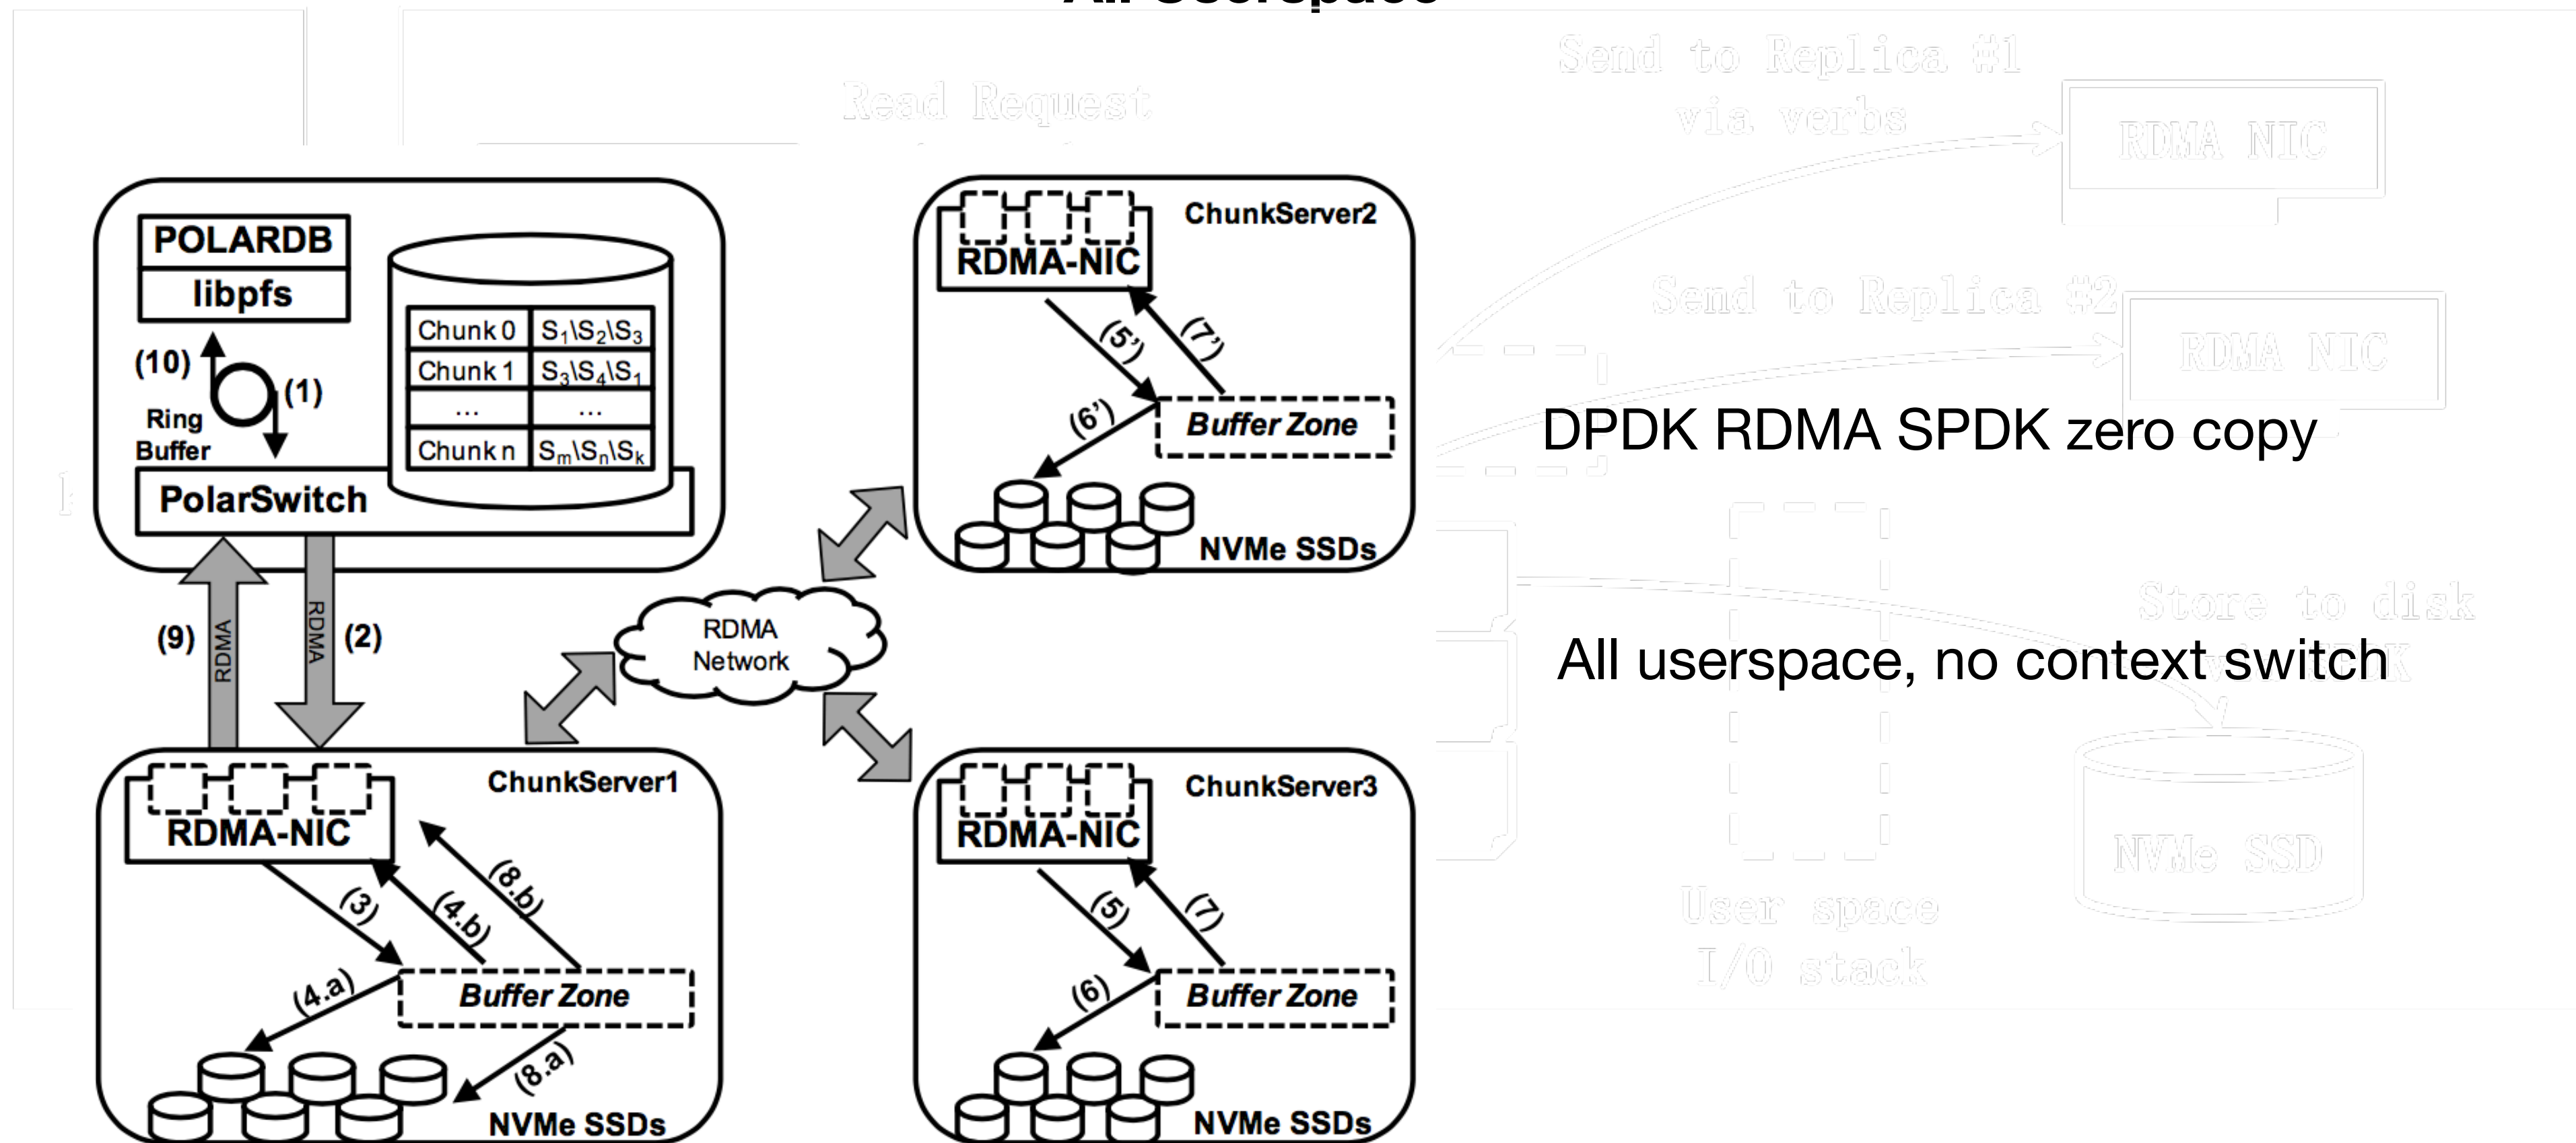 All Userspace
Read Request
Send to Replica #1
via verbs
RDMA NIC
Send to Replica #2
RDMA NIC
DPDK RDMA SPDK zero copy
All userspace, no context switch
Store to disk
User space
I/O stack
NVMe SSD
POLARDB
libpfs
(10)
(1)
Ring
Buffer
Chunk 0 S₁\S₂\S₃
Chunk 1 S₃\S₄\S₁
... ...
Chunk n Sₘ\Sₙ\Sₖ
PolarSwitch
(9)
RDMA
RDMA
(2)
RDMA
Network
ChunkServer2
RDMA-NIC
(5')
(7')
(6')
Buffer Zone
NVMe SSDs
ChunkServer1
RDMA-NIC
(3)
(4.b)
(8.b)
(4.a)
Buffer Zone
(8.a)
NVMe SSDs
ChunkServer3
RDMA-NIC
(5)
(7)
(6)
Buffer Zone
NVMe SSDs